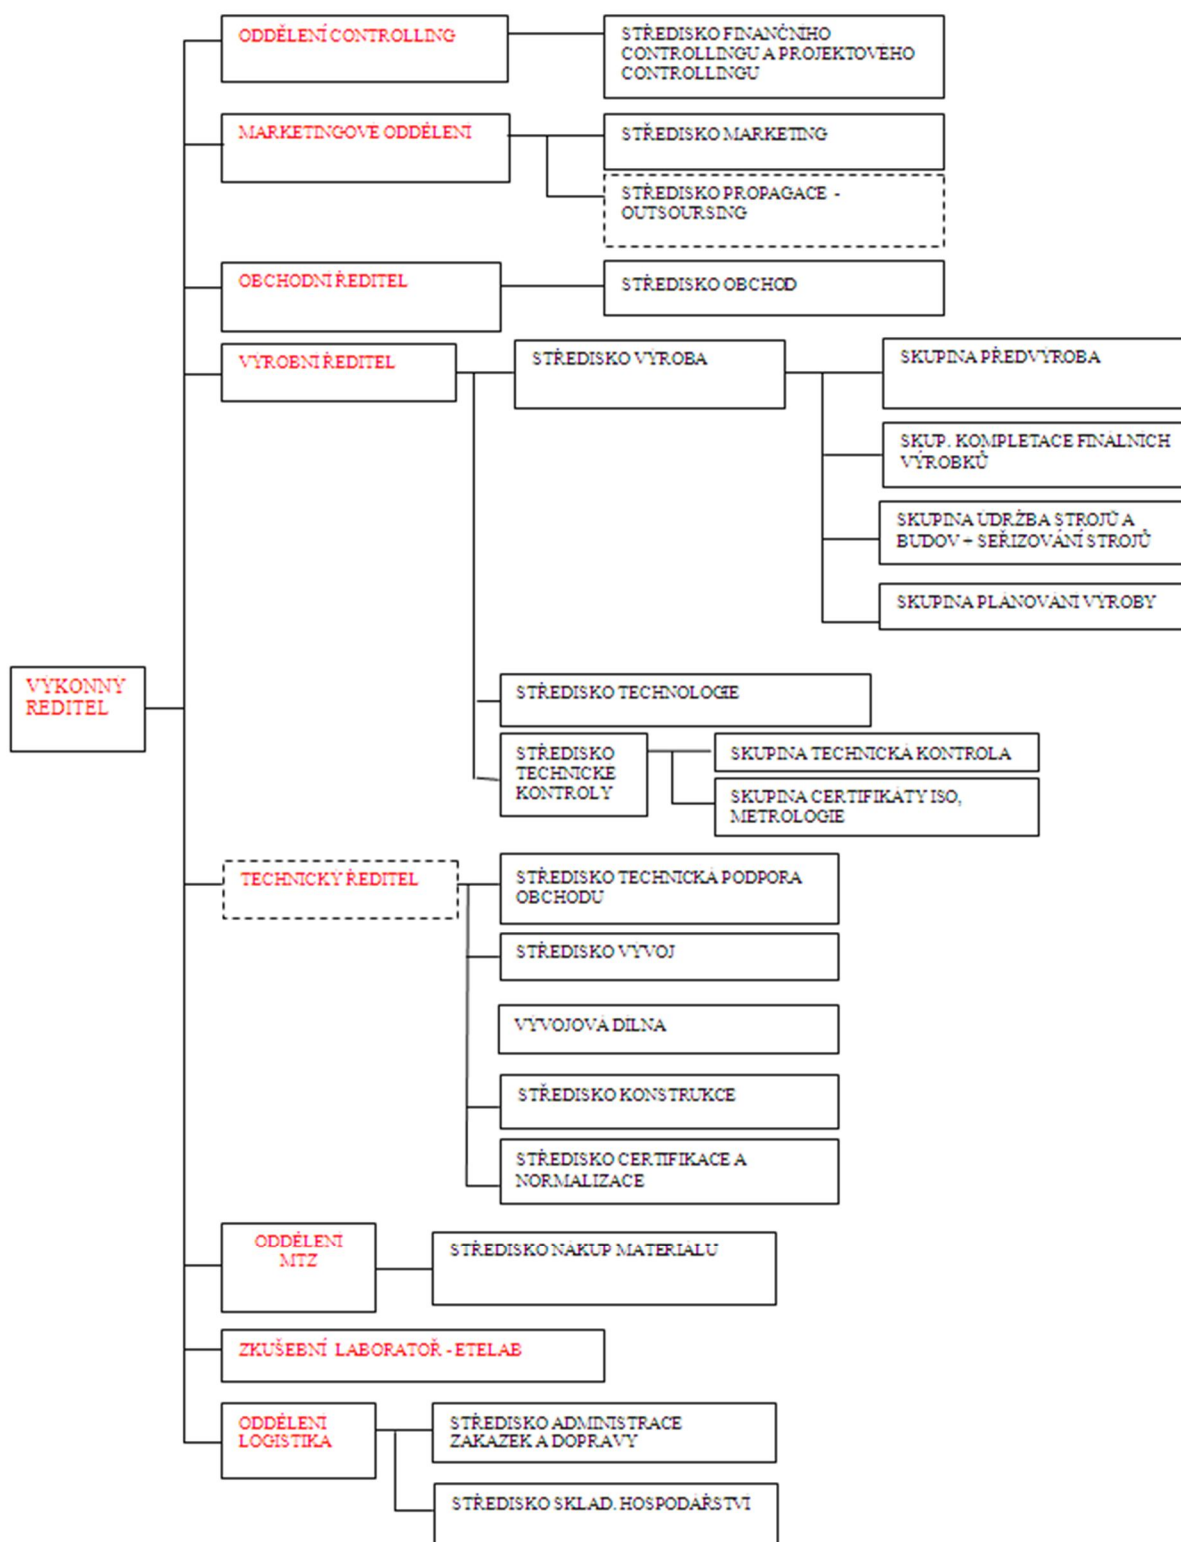 ODDĚLENÍ CONTROLLING
STŘEDISKO FINANČNÍHO
CONTROLLINGU A PROJEKTOVÉHO
CONTROLLINGU
MARKETINGOVÉ ODDĚLENÍ
STŘEDISKO MARKETING
STŘEDISKO PROPAGACE -
OUTSOURSING
OBCHODNÍ ŘEDITEL
STŘEDISKO OBCHOD
VÝROBNÍ ŘEDITEL
STŘEDISKO VÝROBA
SKUPINA PŘEDVÝROBA
SKUP. KOMPLETACE FINÁLNÍCH
VÝROBKŮ
SKUPINA ÚDRŽBA STROJŮ A
BUDOV + SEŘIZOVÁNÍ STROJŮ
SKUPINA PLÁNOVÁNÍ VÝROBY
VÝKONNÝ
ŘEDITEL
STŘEDISKO TECHNOLOGIE
STŘEDISKO
TECHNICKÉ
KONTROLY
SKUPINA TECHNICKÁ KONTROLA
SKUPINA CERTIFIKÁTY ISO,
METROLOGIE
TECHNICKÝ ŘEDITEL
STŘEDISKO TECHNICKÁ PODPORA
OBCHODU
STŘEDISKO VÝVOJ
VÝVOJOVÁ DÍLNA
STŘEDISKO KONSTRUKCE
STŘEDISKO CERTIFIKACE A
NORMALIZACE
ODDĚLENÍ
MTZ
STŘEDISKO NÁKUP MATERIÁLU
ZKUŠEBNÍ LABORATOŘ - ETELAB
ODDĚLENÍ
LOGISTIKA
STŘEDISKO ADMINISTRACE
ZAKÁZEK A DOPRAVY
STŘEDISKO SKLAD. HOSPODÁŘSTVÍ